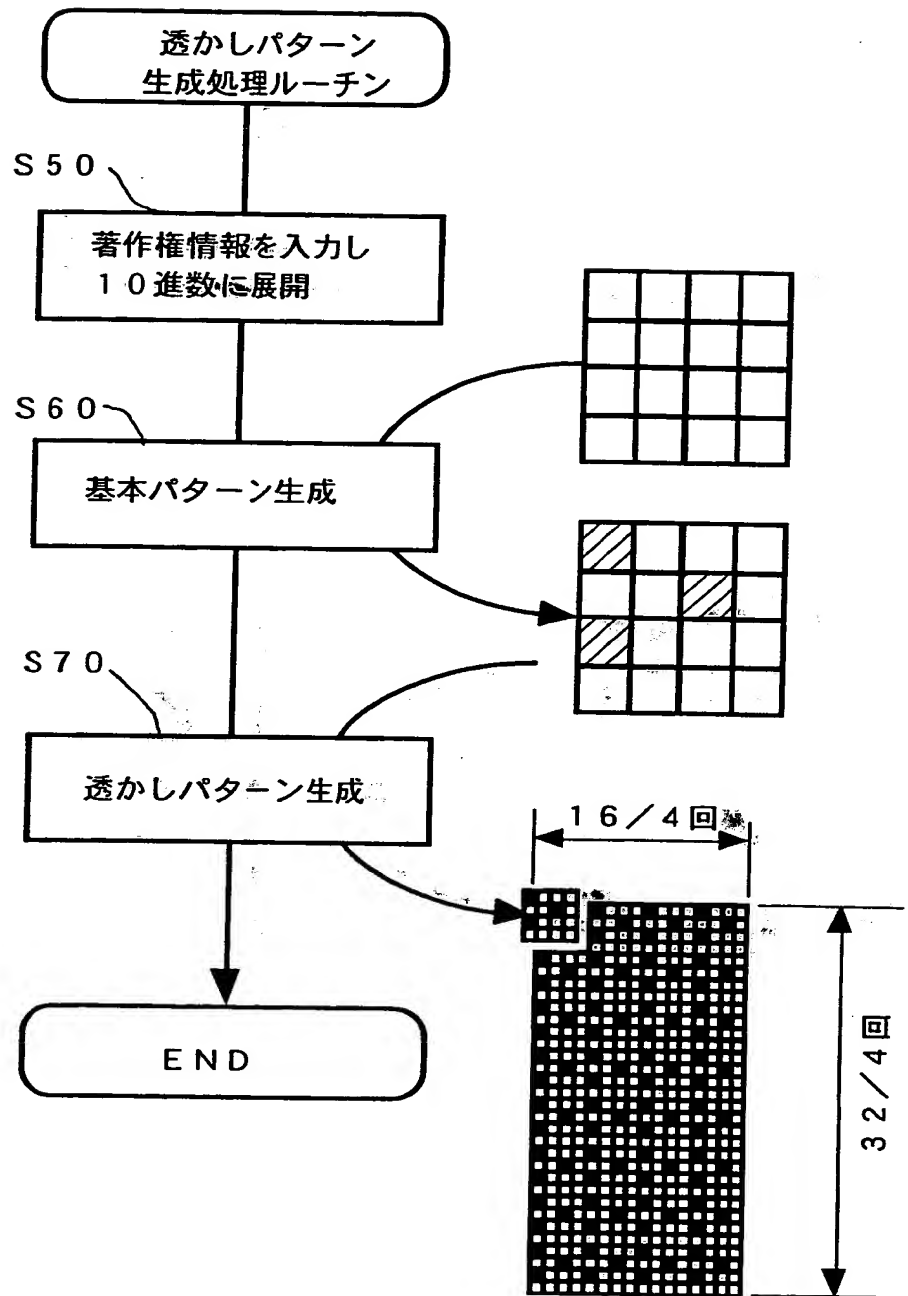 透かしパターン
生成処理ルーチン
S50
著作権情報を入力し
10進数に展開
S60
基本パターン生成
S70
透かしパターン生成
16/4回
32/4回
END